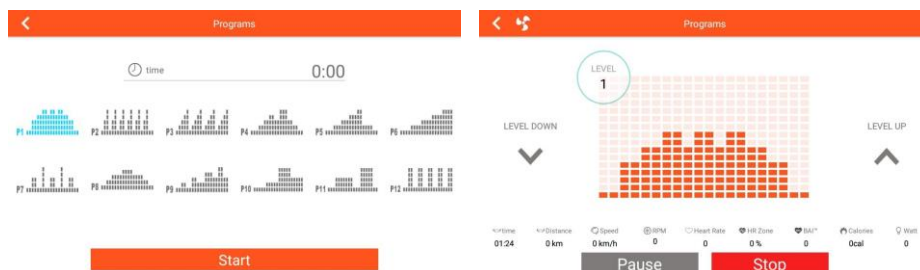 Programs
time 0:00
P1 P2 P3 P4 P5 P6
P7 P8 P9 P10 P11 P12
Start
Programs
LEVEL
1
LEVEL DOWN
LEVEL UP
time Distance Speed RPM Heart Rate HR Zone BAI™ Calories Watt
01:24 0 km 0 km/h 0 0 0 % 0 0cal 0
Pause Stop